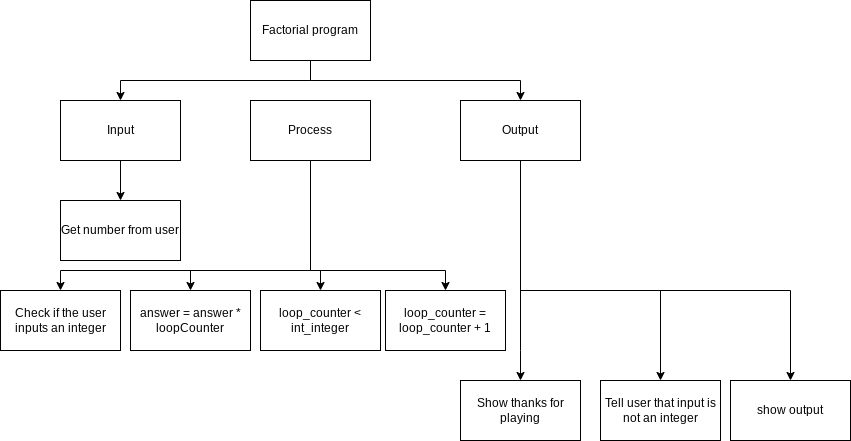 Factorial program
Input
Process
Output
Get number from user
Check if the user
inputs an integer
answer = answer *
loopCounter
loop_counter <
int_integer
loop_counter =
loop_counter + 1
Show thanks for
playing
Tell user that input is
not an integer
show output